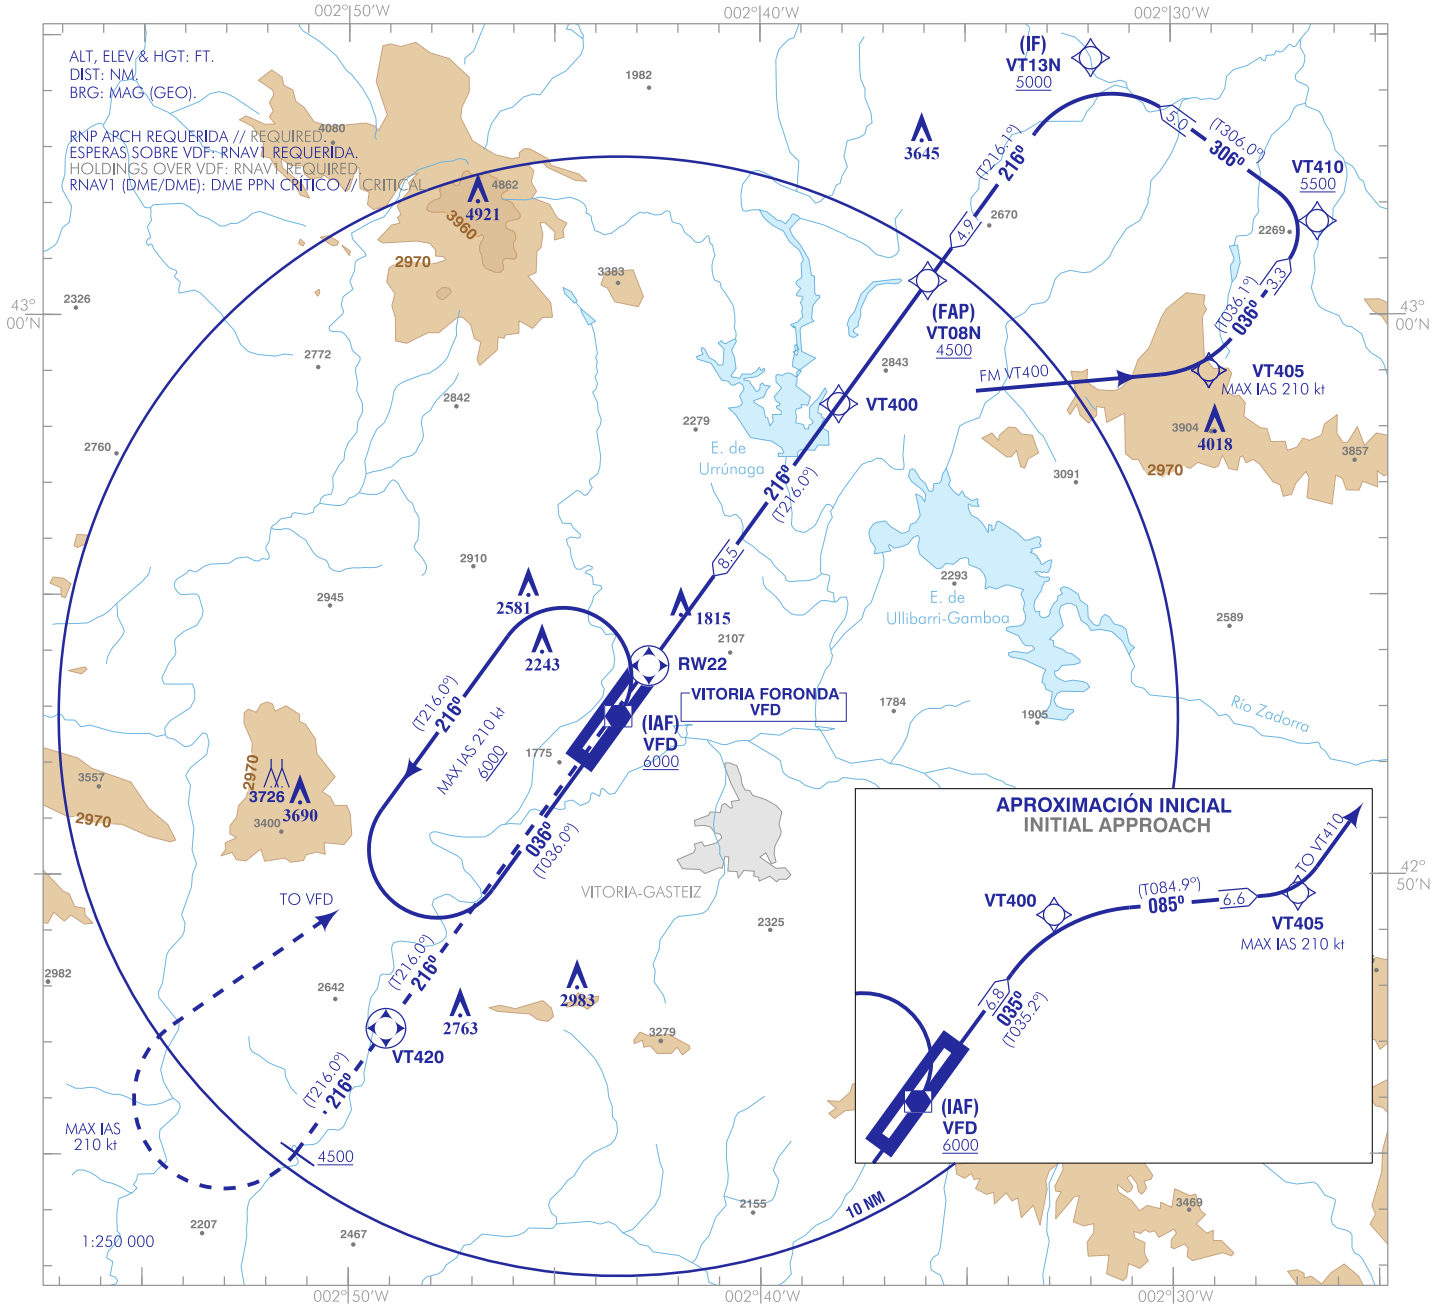 002°50'W
002°40'W
002°30'W
ALT, ELEV & HGT: FT.
DIST: NM.
BRG: MAG (GEO).
RNP APCH REQUERIDA // REQUIRED.
ESPERAS SOBRE VDF: RNAV1 REQUERIDA.
HOLDINGS OVER VDF: RNAV1 REQUIRED.
RNAV1 (DME/DME): DME PPN CRÍTICO // CRITICAL
4080
1982
4862
4921
3960
2970
3383
3645
(IF)
VT13N
5000
5.0
(T306.0°)
306°
VT410
5500
(T216.1°)
216°
4.9
2670
2269
3.3
(T036.1°)
036°
43°
00'N
43°
00'N
2326
2772
2842
2760
2279
2843
(FAP)
VT08N
4500
FM VT400
VT405
MAX IAS 210 kt
3904
4018
2970
3857
3091
VT400
E. de
Urrúnaga
216°
(T216.0°)
8.5
2910
2945
2581
2243
1815
2107
2293
E. de
Ullibarri-Gamboa
2589
RW22
VITORIA FORONDA
VFD
(IAF)
VFD
6000
1784
1905
Río Zadorra
(T216.0°)
216°
MAX IAS 210 kt
6000
1775
3557
2970
2970
3726
3690
3400
036°
(T036.0°)
VITORIA-GASTEIZ
TO VFD
2325
2982
2642
(T216.0°)
216°
2763
2983
3279
VT420
(T216.0°)
216°
MAX IAS
210 kt
4500
2207
2467
2155
10 NM
3469
1:250 000
42°
50'N
APROXIMACIÓN INICIAL
INITIAL APPROACH
TO VT410
VT400
(T084.9°)
085°
6.6
VT405
MAX IAS 210 kt
6.8
035°
(T035.2°)
(IAF)
VFD
6000
002°50'W
002°40'W
002°30'W